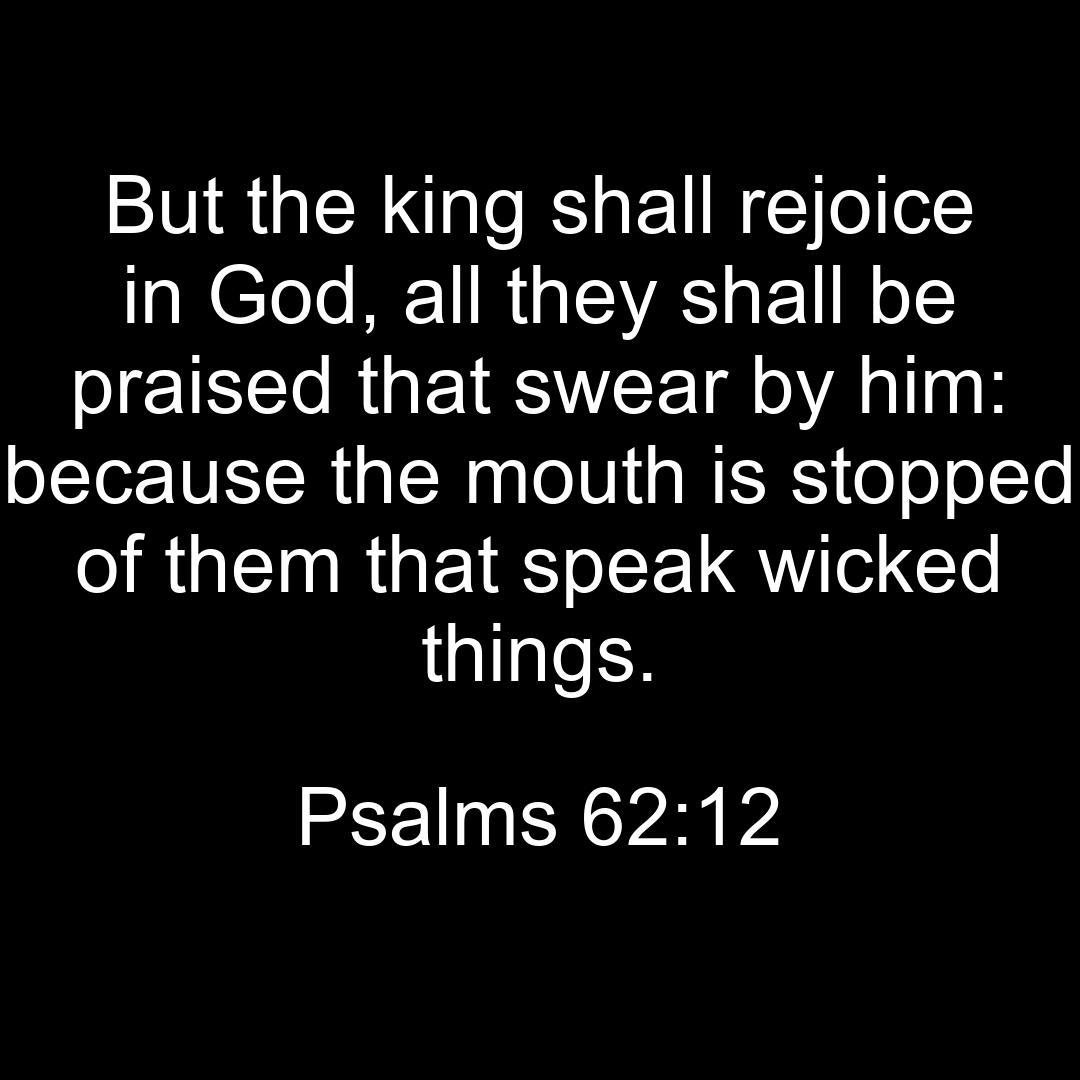 But the king shall rejoice
in God, all they shall be
praised that swear by him:
because the mouth is stopped
of them that speak wicked
things.
Psalms 62:12